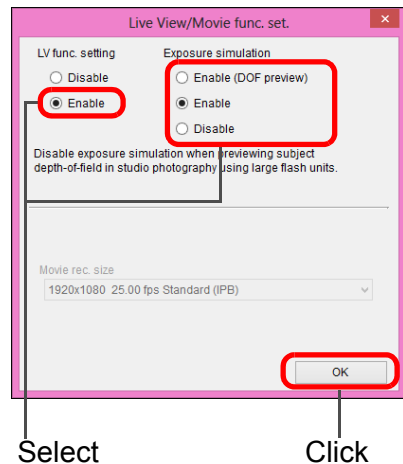 Live View/Movie func. set.
LV func. setting
Exposure simulation
Disable
Enable
Enable (DOF preview)
Enable
Disable
Disable exposure simulation when previewing subject
depth-of-field in studio photography using large flash units.
Movie rec. size
1920x1080 25.00 fps Standard (IPB)
OK
Select
Click